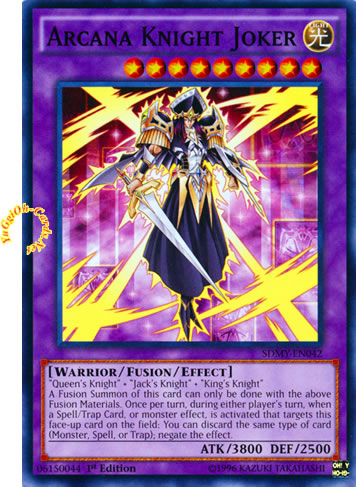 ARCANA KNIGHT JOKER
LIGHT
光
YuGiOh-Cards.net
SDMY-EN042
[WARRIOR/FUSION/EFFECT]
"Queen's Knight" + "Jack's Knight" + "King's Knight"
A Fusion Summon of this card can only be done with the above
Fusion Materials. Once per turn, during either player's turn, when
a Spell/Trap Card, or monster effect, is activated that targets this
face-up card on the field: You can discard the same type of card
(Monster, Spell, or Trap); negate the effect.
ATK/3800 DEF/2500
06150044 1st Edition
©1996 KAZUKI TAKAHASHI